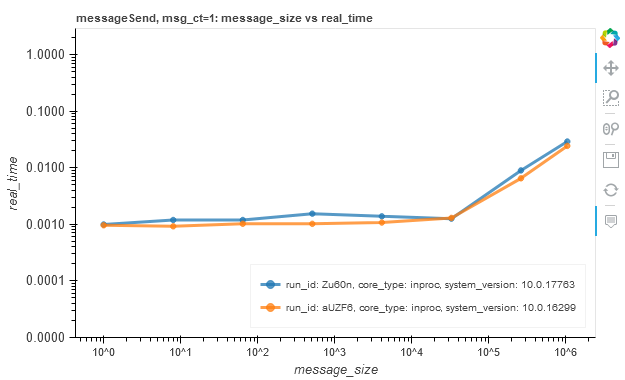 messageSend, msg_ct=1: message_size vs real_time
1.0000
0.1000
0.0100
0.0010
0.0001
0.0000
real_time
run_id: Zu60n, core_type: inproc, system_version: 10.0.17763
run_id: aUZF6, core_type: inproc, system_version: 10.0.16299
10^0 10^1 10^2 10^3 10^4 10^5 10^6
message_size